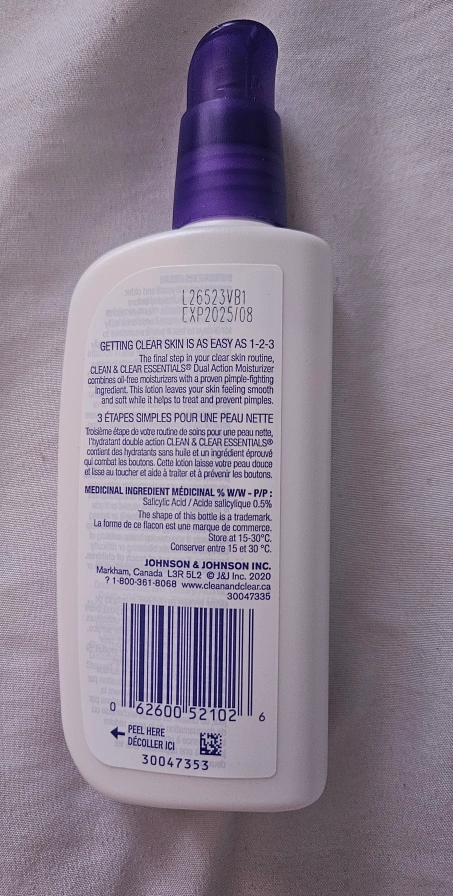 L26523VB1
EXP2025/08
GETTING CLEAR SKIN IS AS EASY AS 1-2-3
The final step in your clear skin routine,
CLEAN & CLEAR ESSENTIALS® Dual Action Moisturizer
combines oil-free moisturizers with a proven pimple-fighting
ingredient. This lotion leaves your skin feeling smooth
and soft while it helps to treat and prevent pimples.
3 ÉTAPES SIMPLES POUR UNE PEAU NETTE
Troisième étape de votre routine de soins pour une peau nette,
l'hydratant double action CLEAN & CLEAR ESSENTIALS®
contient des hydratants sans huile et un ingrédient éprouvé
qui combat les boutons. Cette lotion laisse votre peau douce
et lisse au toucher et aide à traiter et à prévenir les boutons.
MEDICINAL INGREDIENT MÉDICINAL % W/W - P/P :
Salicylic Acid / Acide salicylique 0.5%
The shape of this bottle is a trademark.
La forme de ce flacon est une marque de commerce.
Store at 15-30°C.
Conserver entre 15 et 30 °C.
JOHNSON & JOHNSON INC.
Markham, Canada L3R 5L2 © J&J Inc. 2020
? 1-800-361-8068 www.cleanandclear.ca
30047335
0 62600 52102 6
PEEL HERE
DÉCOLLER ICI
30047353